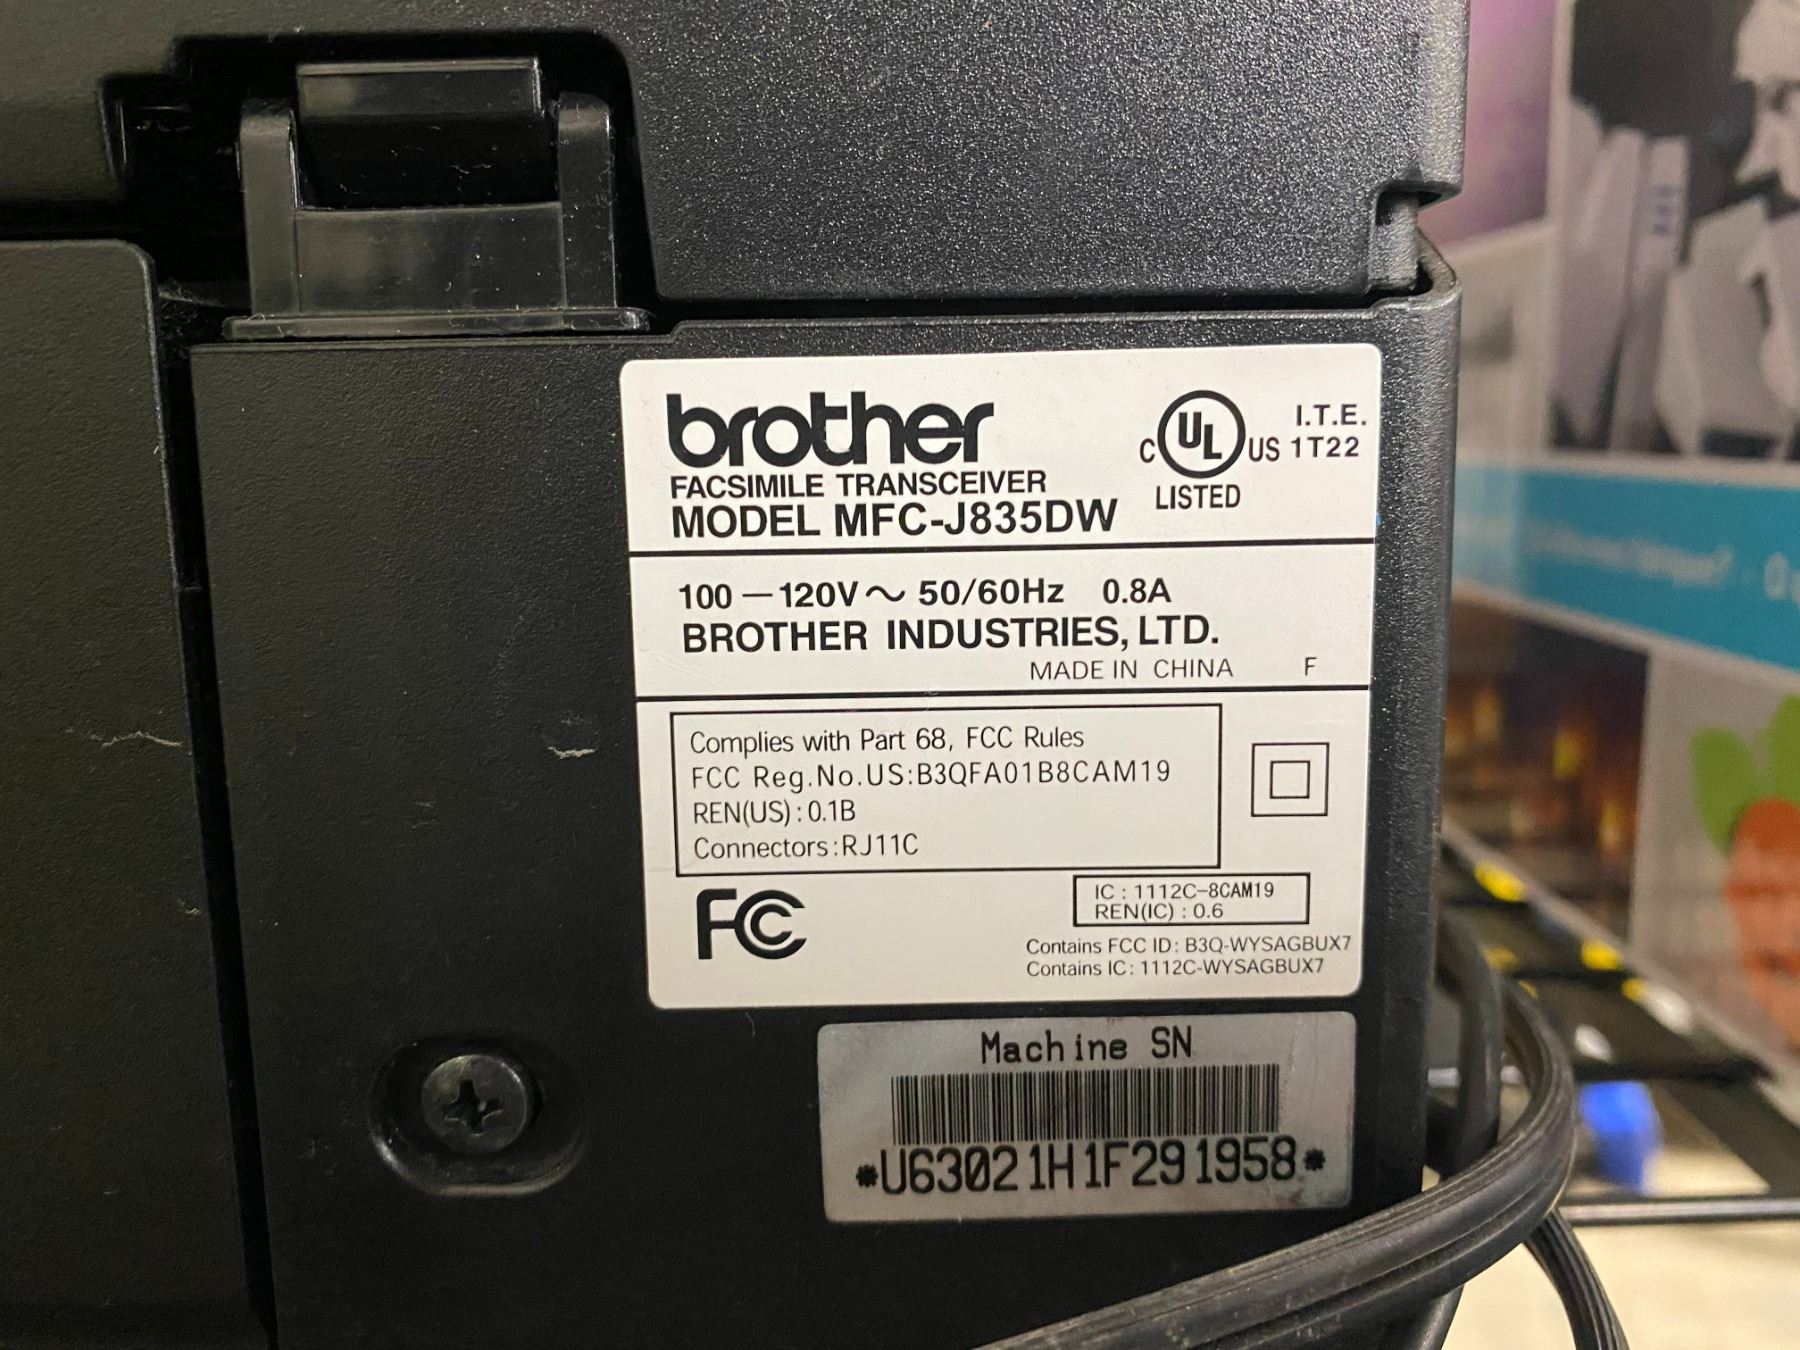 brother
FACSIMILE TRANSCEIVER
MODEL MFC-J835DW
C UL US
LISTED
I.T.E.
1T22
100 — 120V ~ 50/60Hz 0.8A
BROTHER INDUSTRIES, LTD.
MADE IN CHINA F
Complies with Part 68, FCC Rules
FCC Reg.No.US:B3QFA01B8CAM19
REN(US) : 0.1B
Connectors:RJ11C
FC
IC : 1112C-8CAM19
REN(IC) : 0.6
Contains FCC ID: B3Q-WYSAGBUX7
Contains IC: 1112C-WYSAGBUX7
Machine SN
*U63021H1F291958*